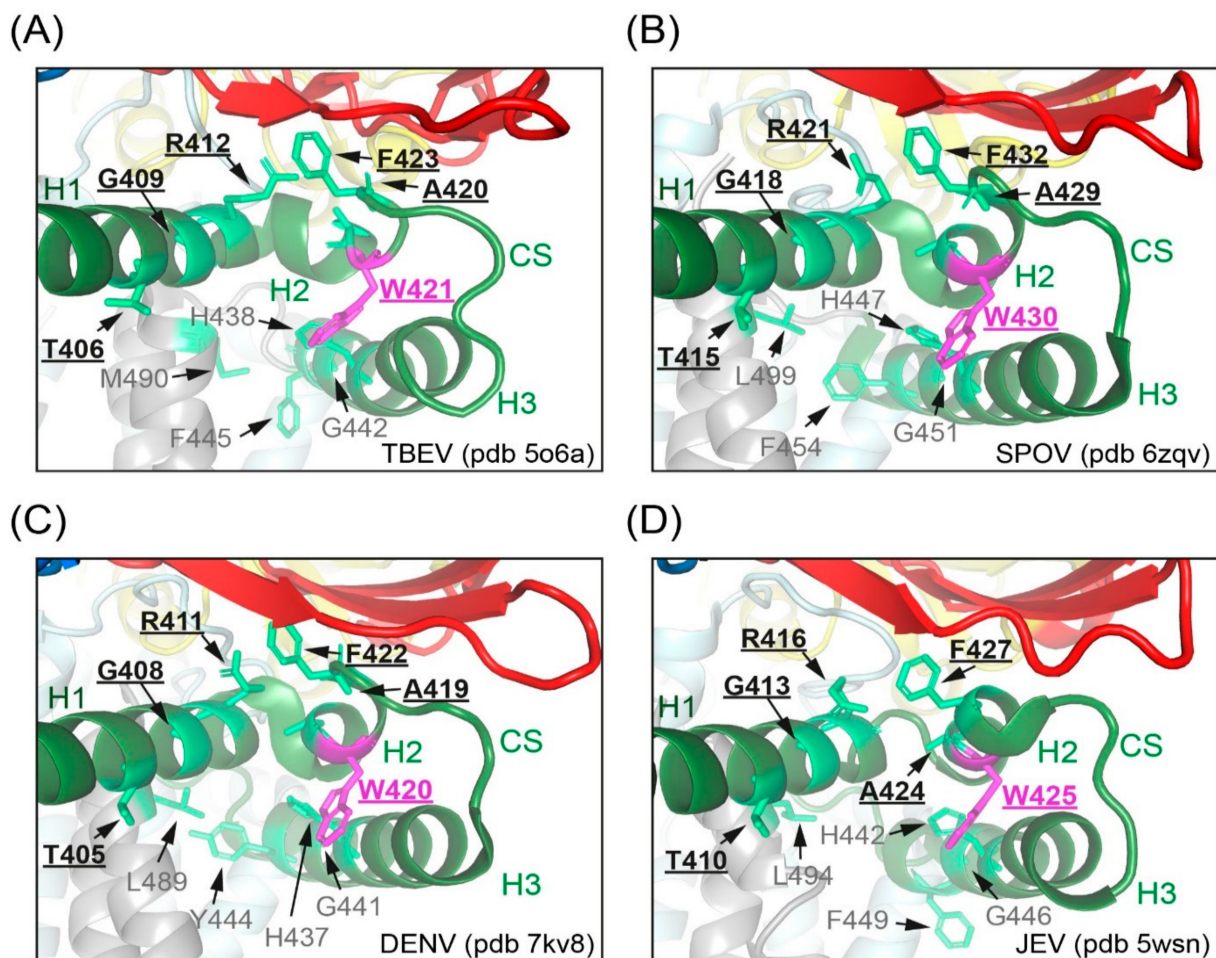 (A)
R412
F423
G409
A420
H1
CS
H2
W421
H438
T406
M490
H3
F445
G442
TBEV (pdb 5o6a)
(B)
R421
F432
G418
A429
H1
CS
H2
H447
W430
T415
L499
H3
F454
G451
SPOV (pdb 6zqv)
(C)
R411
F422
G408
A419
H1
CS
H2
W420
T405
L489
H3
Y444
G441
H437
DENV (pdb 7kv8)
(D)
R416
F427
G413
H1
H2
CS
A424
W425
H442
T410
L494
H3
F449
G446
JEV (pdb 5wsn)